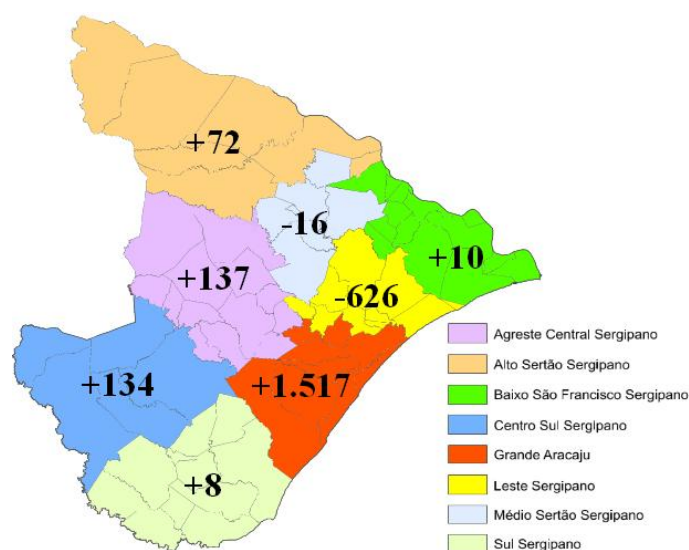 +72
-16
+10
+137
-626
+134
+1.517
+8
Agreste Central Sergipano
Alto Sertão Sergipano
Baixo São Francisco Sergipano
Centro Sul Sergipano
Grande Aracaju
Leste Sergipano
Médio Sertão Sergipano
Sul Sergipano